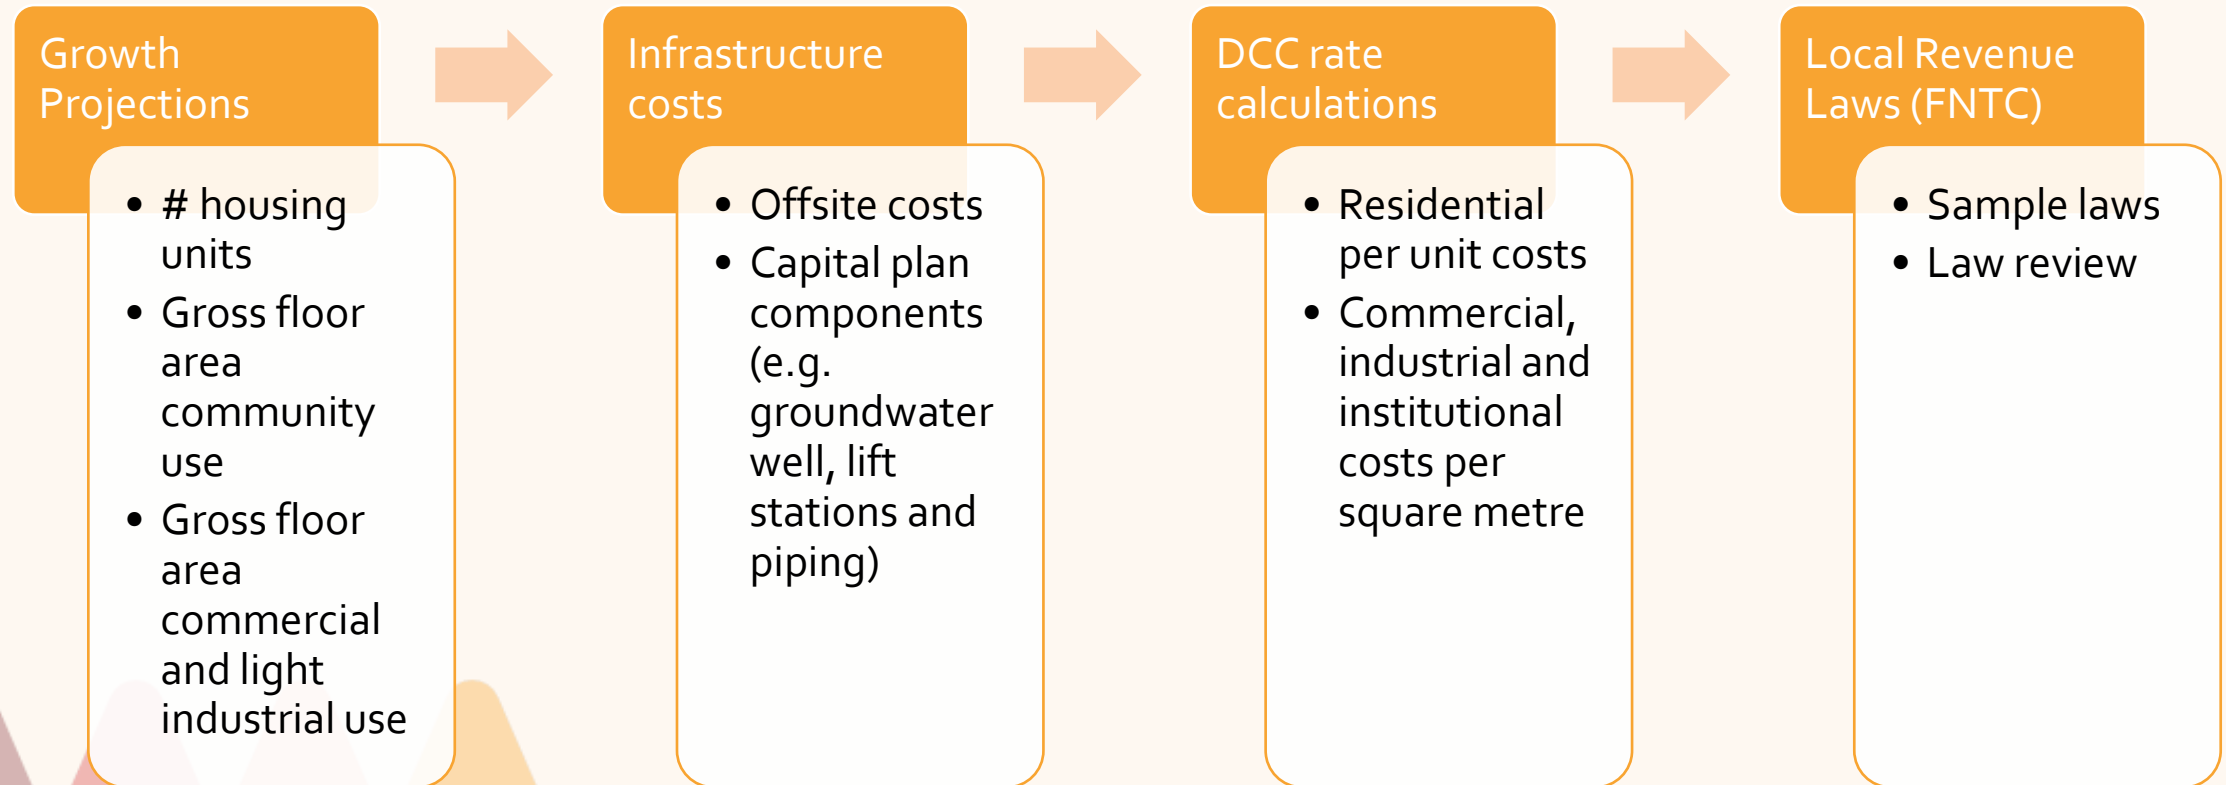 Growth
Projections
• # housing
units
• Gross floor
area
community
use
• Gross floor
area
commercial
and light
industrial use
Infrastructure
costs
• Offsite costs
• Capital plan
components
(e.g.
groundwater
well, lift
stations and
piping)
DCC rate
calculations
• Residential
per unit costs
• Commercial,
industrial and
institutional
costs per
square metre
Local Revenue
Laws (FNTC)
• Sample laws
• Law review